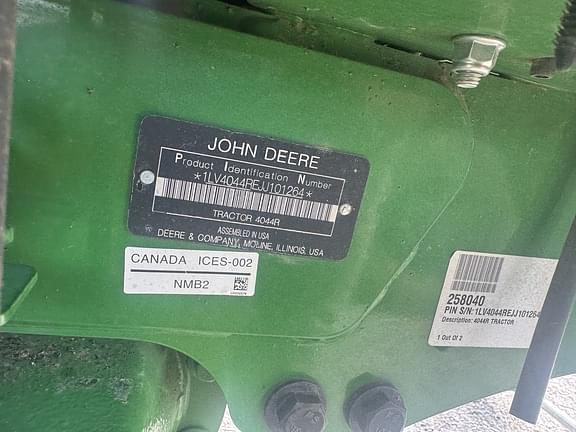 JOHN DEERE
Product Identification Number
*1LV4044REJJ101264*
TRACTOR 4044R
ASSEMBLED IN USA
DEERE & COMPANY, MOLINE, ILLINOIS, USA
CANADA ICES-002
NMB2
258040
PIN S/N:1LV4044REJJ101264
Description: 4044R TRACTOR
1 Out Of 2